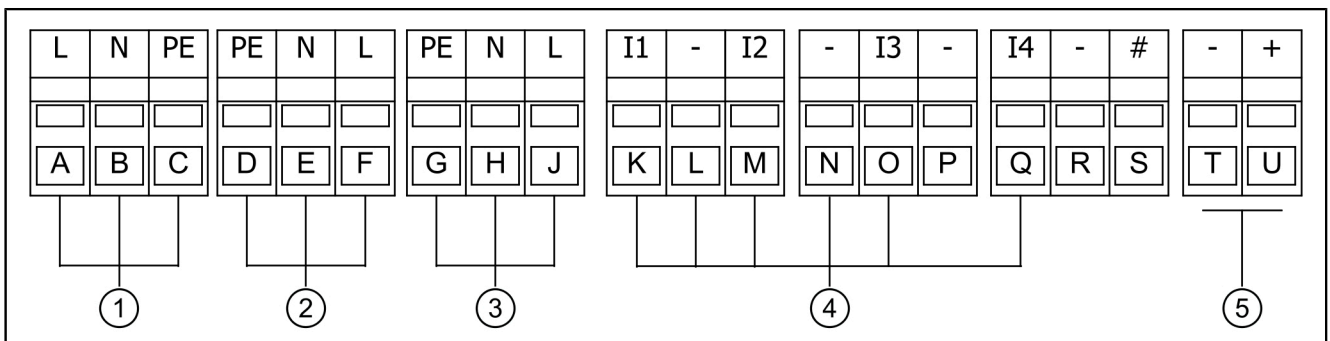 L N PE PE N L PE N L I1 - I2 - I3 - I4 - # - +
A B C D E F G H J K L M N O P Q R S T U
1 2 3 4 5